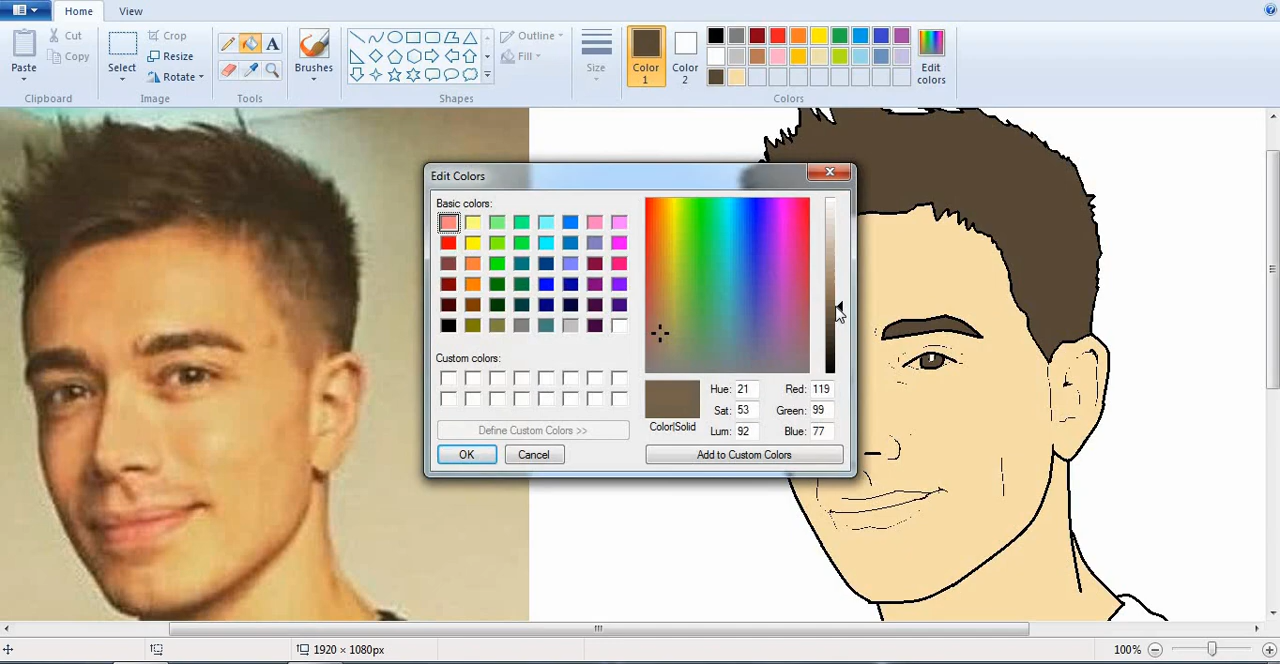 Home
View
Paste
Cut
Copy
Clipboard
Select
Crop
Resize
Rotate
Image
A
Tools
Brushes
Outline
Fill
Shapes
Size
Color
1
Color
2
Edit
colors
Colors
Edit Colors
Basic colors:
Custom colors:
Define Custom Colors >>
OK
Cancel
Color|Solid
Hue: 21
Sat: 53
Lum: 92
Red: 119
Green: 99
Blue: 77
Add to Custom Colors
1920 × 1080px
100%